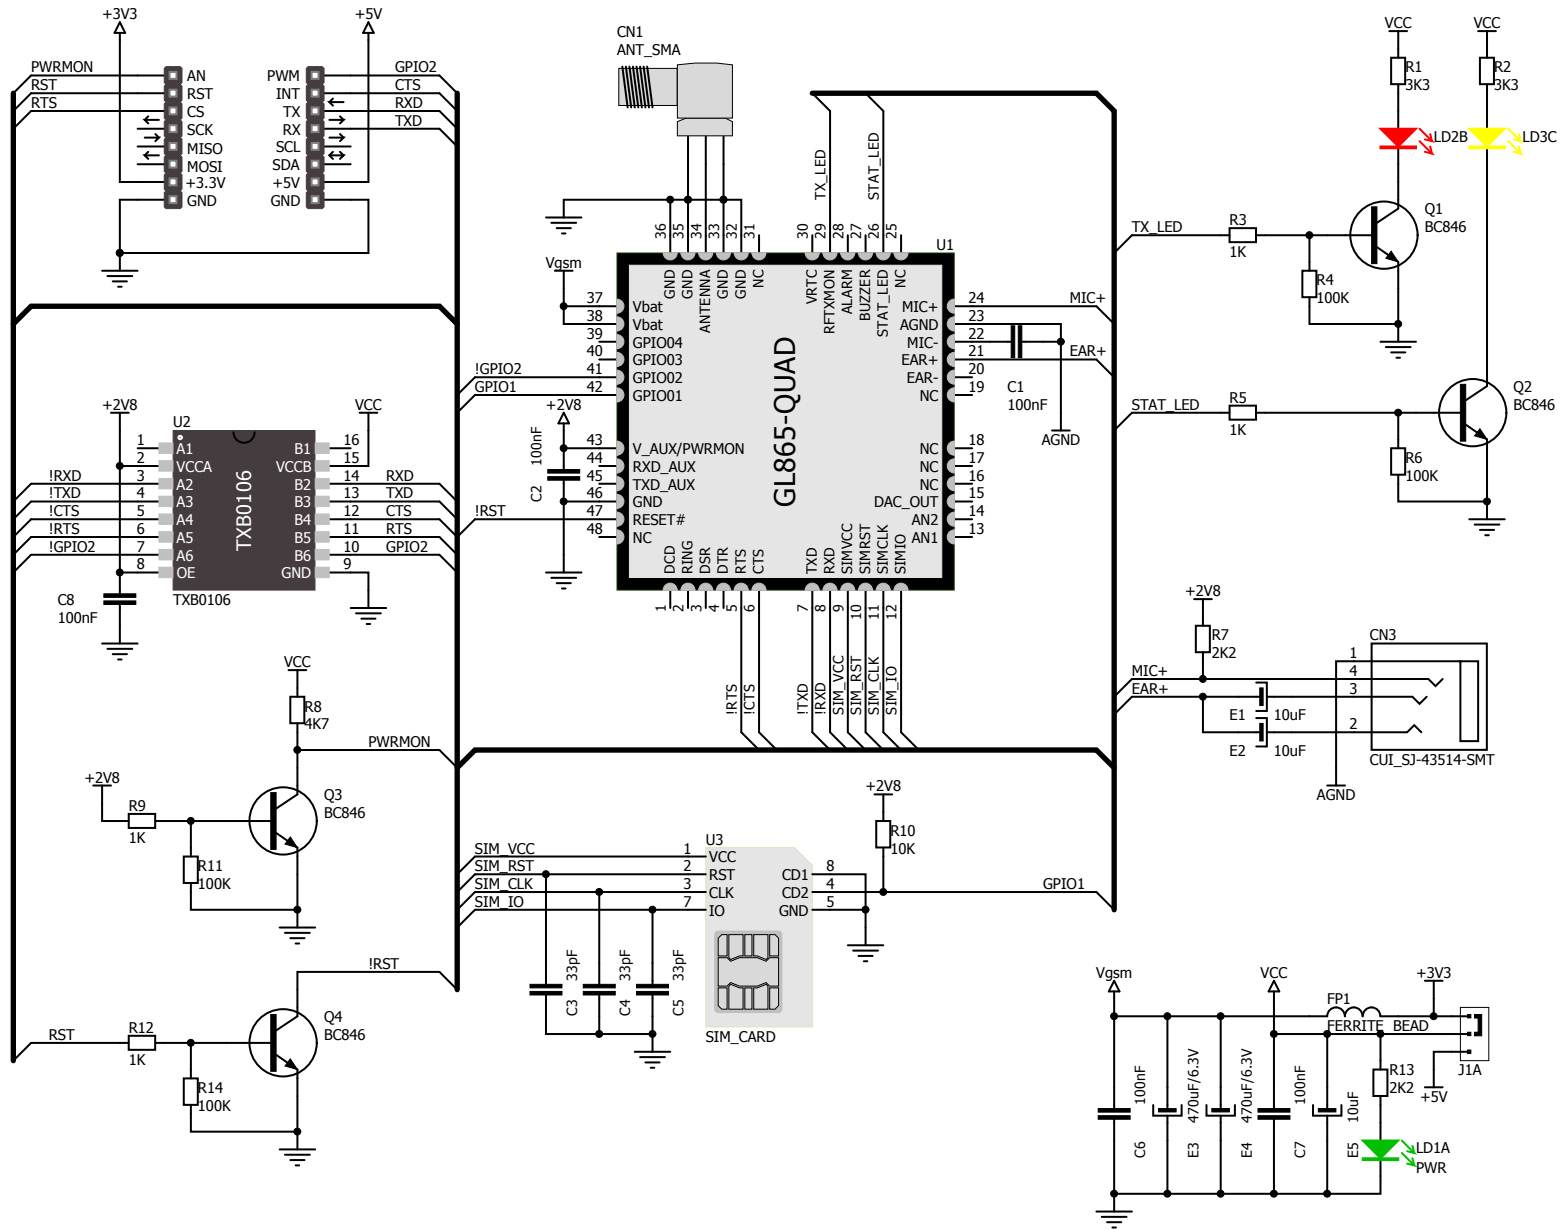 +3V3
+5V
PWRMON
RST
RTS
AN
RST
CS
SCK
MISO
MOSI
+3.3V
GND
PWM
INT
TX
RX
SCL
SDA
+5V
GND
GPIO2
CTS
RXD
TXD
CN1
ANT_SMA
VCC
VCC
R1
3K3
R2
3K3
LD2B
LD3C
TX_LED
STAT_LED
36
35
34
33
32
31
30
29
28
27
26
25
U1
GND
GND
ANTENNA
GND
GND
NC
VRTC
RFTXMON
ALARM
BUZZER
STAT_LED
NC
Vgsm
37
38
39
40
41
42
43
44
45
46
47
48
Vbat
Vbat
GPIO04
GPIO03
GPIO02
GPIO01
V_AUX/PWRMON
RXD_AUX
TXD_AUX
GND
RESET#
NC
GL865-QUAD
MIC+
AGND
MIC-
EAR+
EAR-
NC
NC
NC
NC
DAC_OUT
AN2
AN1
24
23
22
21
20
19
18
17
16
15
14
13
MIC+
EAR+
C1
100nF
AGND
!GPIO2
GPIO1
+2V8
C2
100nF
!RST
DCD
RING
DSR
DTR
RTS
CTS
TXD
RXD
SIMVCC
SIMRST
SIMCLK
SIMIO
1
2
3
4
5
6
7
8
9
10
11
12
!RTS
!CTS
!TXD
!RXD
SIM_VCC
SIM_RST
SIM_CLK
SIM_IO
TX_LED
R3
1K
R4
100K
Q1
BC846
STAT_LED
R5
1K
R6
100K
Q2
BC846
+2V8
VCC
U2
1
2
3
4
5
6
7
8
A1
VCCA
A2
A3
A4
A5
A6
OE
TXB0106
B1
VCCB
B2
B3
B4
B5
B6
GND
16
15
14
13
12
11
10
9
!RXD
!TXD
!CTS
!RTS
!GPIO2
RXD
TXD
CTS
RTS
GPIO2
C8
100nF
TXB0106
+2V8
R7
2K2
CN3
MIC+
EAR+
1
4
3
2
E1
10uF
E2
10uF
CUI_SJ-43514-SMT
AGND
VCC
R8
4K7
PWRMON
+2V8
R9
1K
Q3
BC846
R11
100K
!RST
RST
R12
1K
Q4
BC846
R14
100K
+2V8
R10
10K
U3
SIM_VCC
SIM_RST
SIM_CLK
SIM_IO
1
2
3
7
VCC
RST
CLK
IO
CD1
CD2
GND
8
4
5
GPIO1
C3
33pF
C4
33pF
C5
33pF
SIM_CARD
Vgsm
VCC
+3V3
FP1
FERRITE BEAD
J1A
+5V
R13
2K2
C6
100nF
E3
470uF/6.3V
E4
470uF/6.3V
C7
100nF
E5
10uF
LD1A
PWR